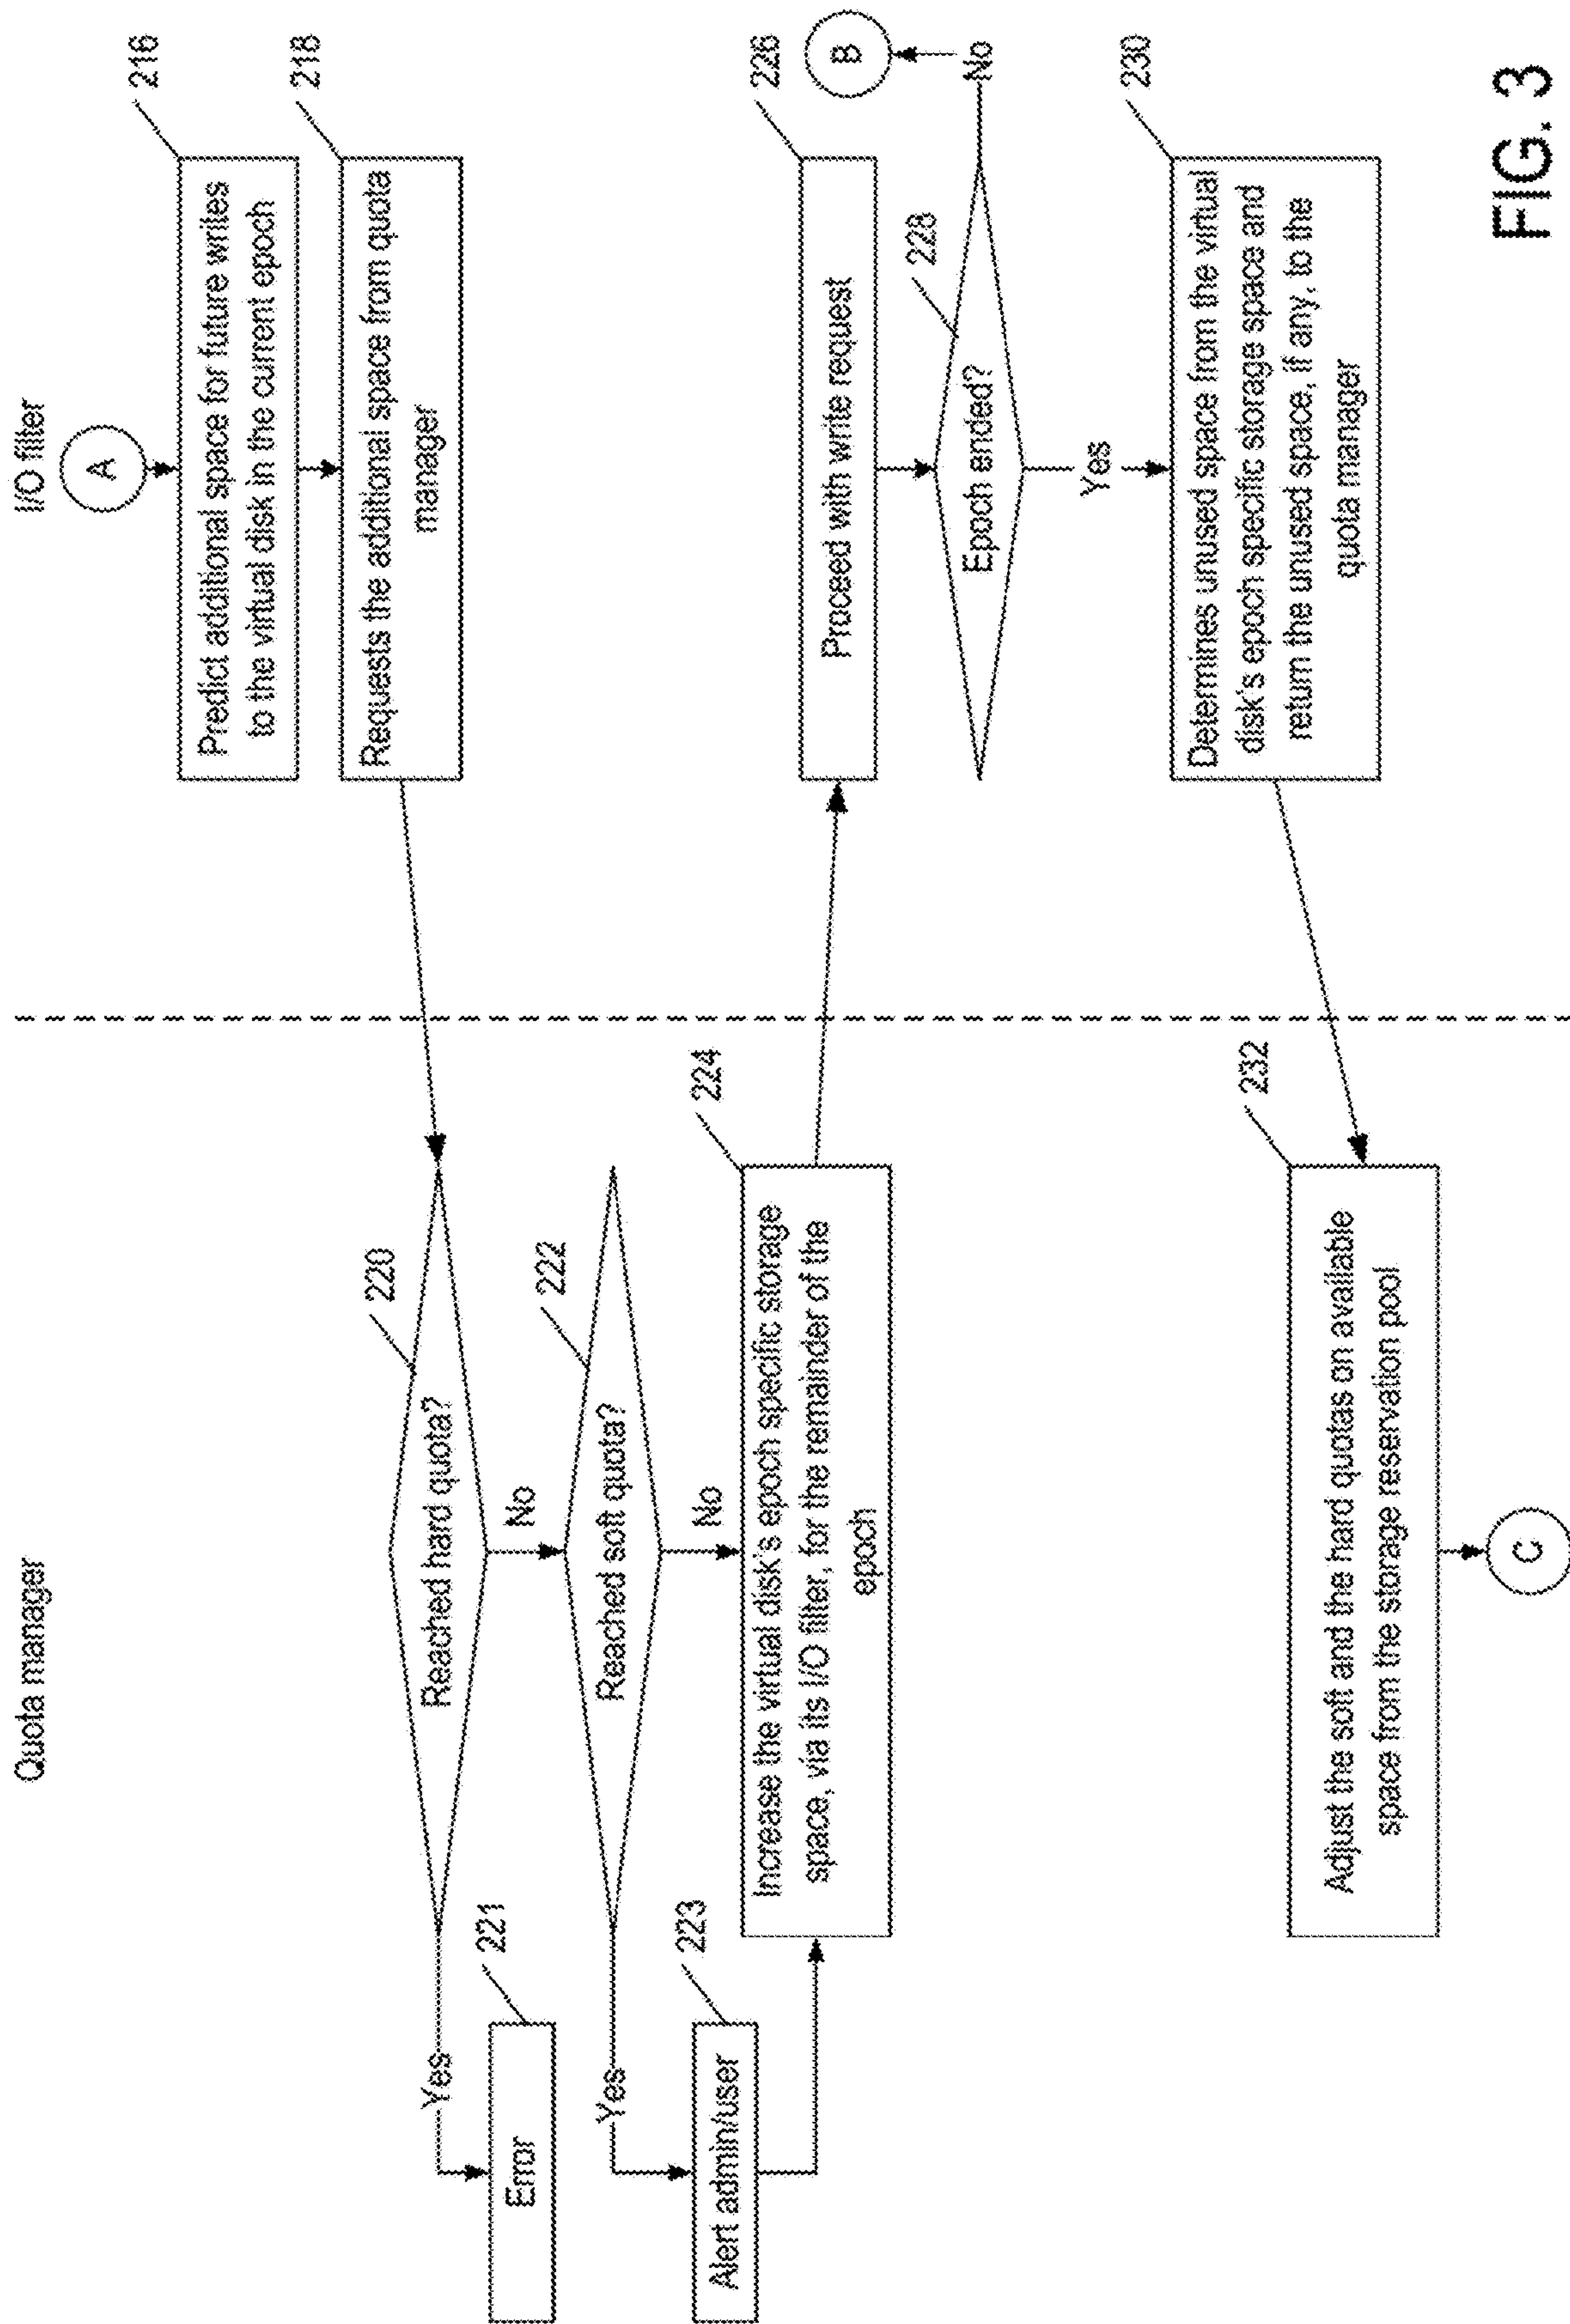 Quota manager
I/O filter
A
216
Predict additional space for future writes
to the virtual disk in the current epoch
218
Requests the additional space from quota
manager
220
Reached hard quota?
Yes
221
Error
No
222
Reached soft quota?
Yes
223
Alert admin/user
No
224
Increase the virtual disk's epoch specific storage
space, via its I/O filter, for the remainder of the
epoch
226
Proceed with write request
228
Epoch ended?
No
B
Yes
230
Determines unused space from the virtual
disk's epoch specific storage space and
return the unused space, if any, to the
quota manager
232
Adjust the soft and the hard quotas on available
space from the storage reservation pool
C
FIG. 3